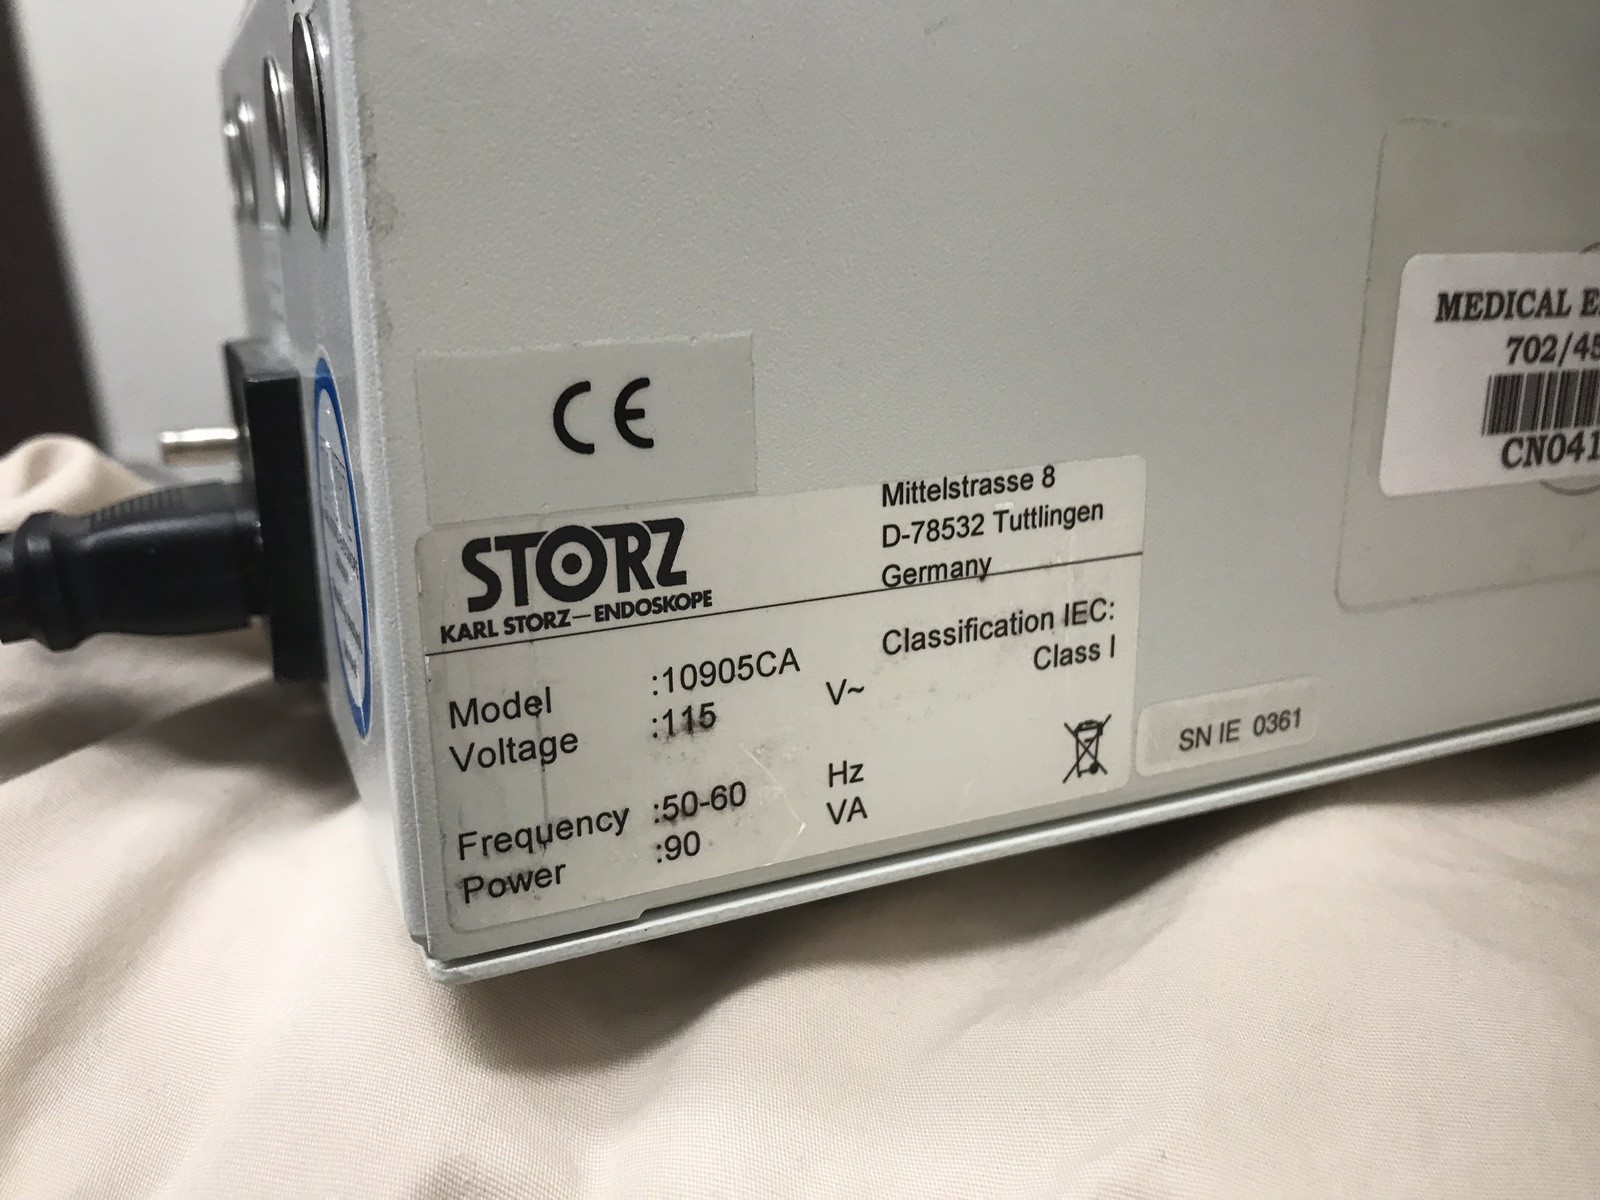 CE
STORZ
KARL STORZ—ENDOSKOPE
Mittelstrasse 8
D-78532 Tuttlingen
Germany
Model :10905CA
Voltage :115 V~
Frequency :50-60 Hz
Power :90 VA
Classification IEC:
Class I
SN IE 0361
MEDICAL
702/45
CN041